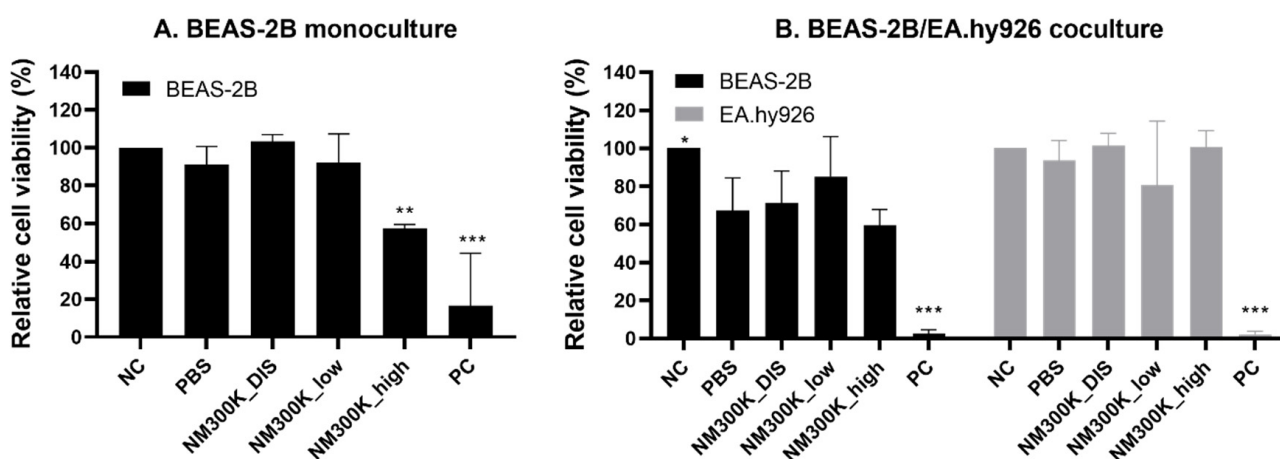 A. BEAS-2B monoculture
Relative cell viability (%)
140
120
100
80
60
40
20
0
BEAS-2B
**
***
NC
PBS
NM300K_DIS
NM300K_low
NM300K_high
PC
B. BEAS-2B/EA.hy926 coculture
Relative cell viability (%)
140
120
100
80
60
40
20
0
BEAS-2B
EA.hy926
*
***
***
NC
PBS
NM300K_DIS
NM300K_low
NM300K_high
PC
NC
PBS
NM300K_DIS
NM300K_low
NM300K_high
PC